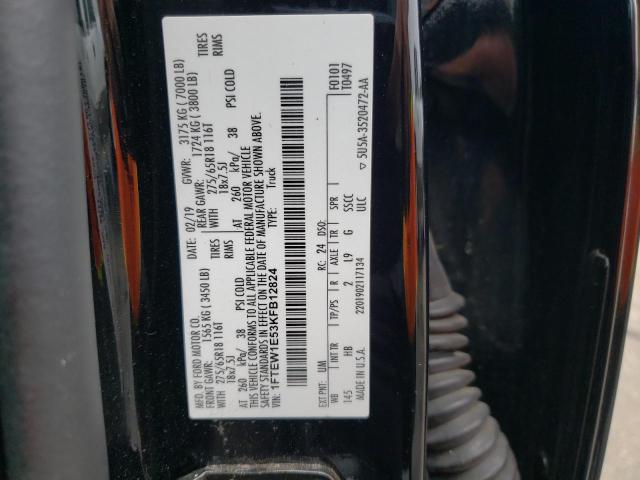 MFD. BY FORD MOTOR CO.
DATE: 02/19 GVWR: 3175 KG ( 7000 LB)
FRONT GAWR: 1565 KG ( 3450 LB) REAR GAWR: 1724 KG ( 3800 LB)
275/65R18 116T TIRES WITH 275/65R18 116T TIRES
18x7.5J RIMS 18x7.5J RIMS
AT 260 kPa/ 38 PSI COLD AT 260 kPa/ 38 PSI COLD
THIS VEHICLE CONFORMS TO ALL APPLICABLE FEDERAL MOTOR VEHICLE
SAFETY STANDARDS IN EFFECT ON THE DATE OF MANUFACTURE SHOWN ABOVE.
VIN: 1FTEW1E53KFB12824 TYPE: Truck
F0101
T0497
EXT PNT: UM RC: 24 DSO:
WB INT TR TP/PS R AXLE TR SPR
145 HB 2 L9 G SSCC
MADE IN U.S.A. 2201902117134 ULC
▽ 5U5A-3520472-AA